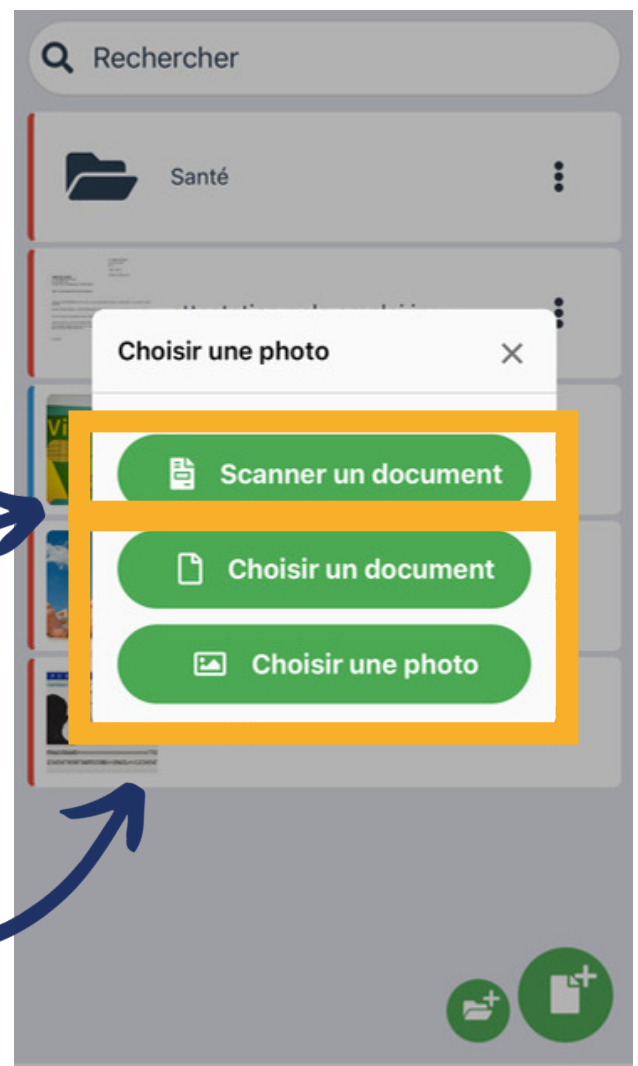 Rechercher
Santé
Choisir une photo
Scanner un document
Choisir un document
Choisir une photo